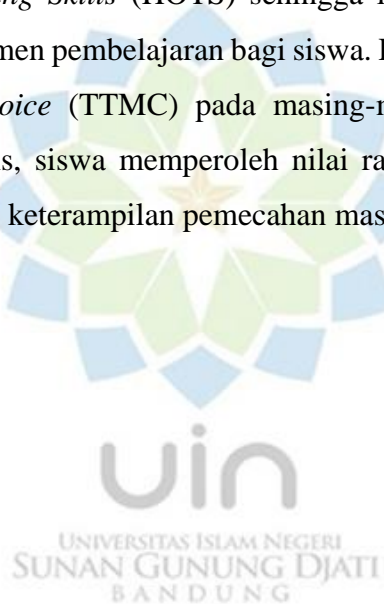 ng Skills (HOTS) sehingga
men pembelajaran bagi siswa.
oice (TTMC) pada masing-
s, siswa memperoleh nilai
keterampilan pemecahan mas
uin
UNIVERSITAS ISLAM NEGERI
SUNAN GUNUNG DJATI
BANDUNG